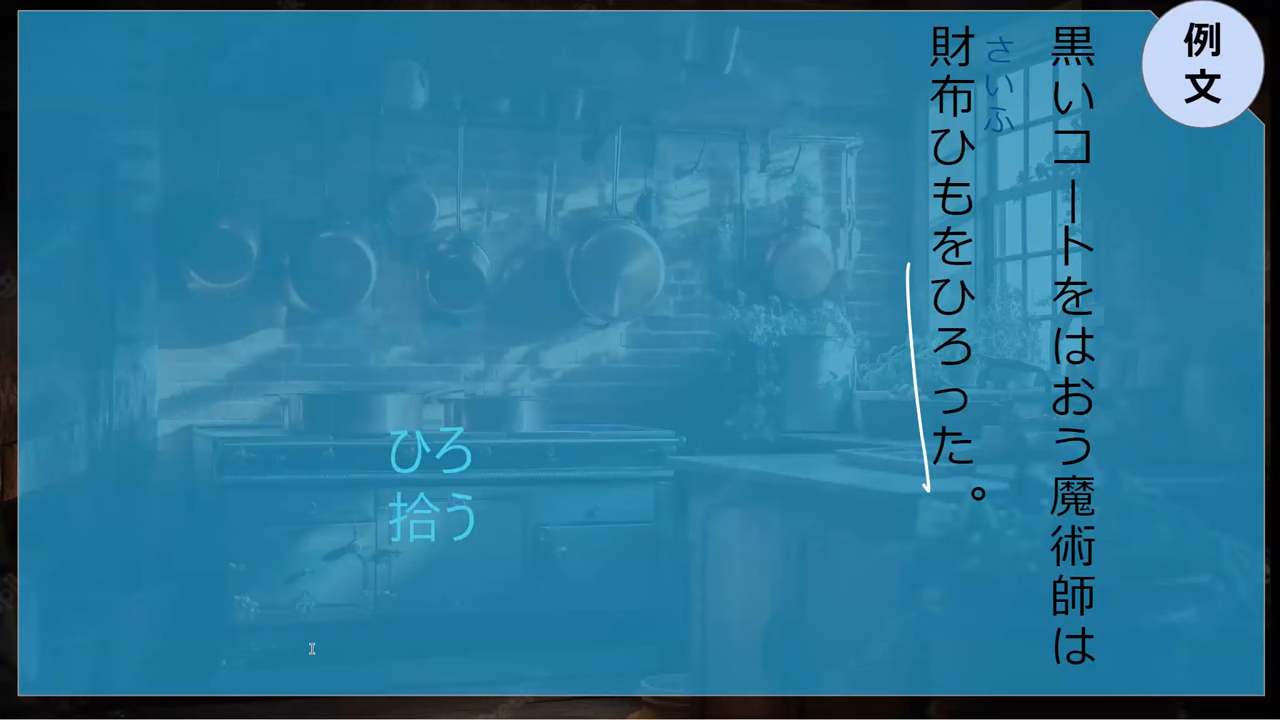 例文
黒いコートをはおう魔術師は
さいふ
財布ひもをひろった。
ひろ
拾う